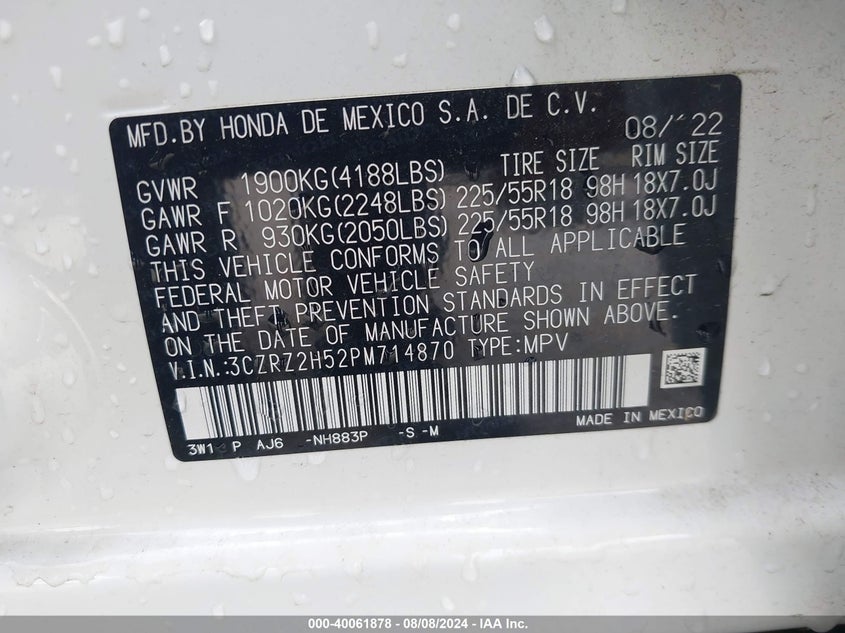 MFD.BY HONDA DE MEXICO S.A. DE C.V. 08/'22
TIRE SIZE RIM SIZE
GVWR 1900KG(4188LBS)
GAWR F 1020KG(2248LBS) 225/55R18 98H 18X7.0J
GAWR R 930KG(2050LBS) 225/55R18 98H 18X7.0J
THIS VEHICLE CONFORMS TO ALL APPLICABLE
FEDERAL MOTOR VEHICLE SAFETY
AND THEFT PREVENTION STANDARDS IN EFFECT
ON THE DATE OF MANUFACTURE SHOWN ABOVE.
V.I.N.:3CZRZ2H52PM714870 TYPE:MPV
MADE IN MEXICO
3W1 P AJ6 -NH883P -S -M
000-40061878 - 08/08/2024 - IAA Inc.